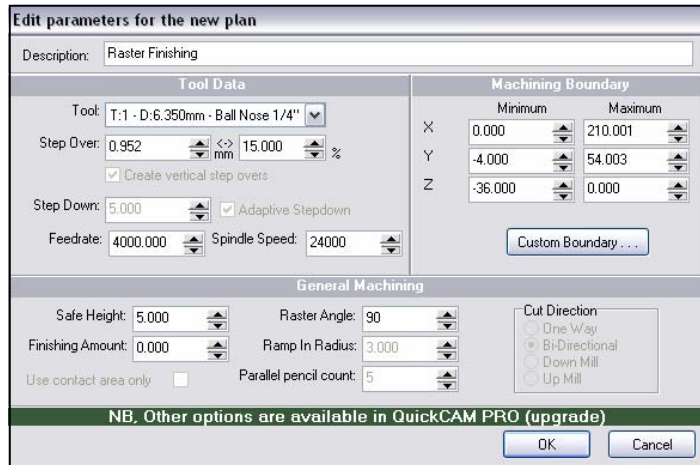 Edit parameters for the new plan
Description: Raster Finishing
Tool Data
Tool: T:1 - D:6.350mm - Ball Nose 1/4"
Step Over: 0.952 <-> mm 15.000 %
Create vertical step overs
Step Down: 5.000 Adaptive Stepdown
Feedrate: 4000.000 Spindle Speed: 24000
Machining Boundary
Minimum Maximum
X 0.000 210.001
Y -4.000 54.003
Z -36.000 0.000
Custom Boundary . . .
General Machining
Safe Height: 5.000 Raster Angle: 90
Finishing Amount: 0.000 Ramp In Radius: 3.000
Use contact area only Parallel pencil count: 5
Cut Direction
One Way
Bi-Directional
Down Mill
Up Mill
NB, Other options are available in QuickCAM PRO (upgrade)
OK Cancel